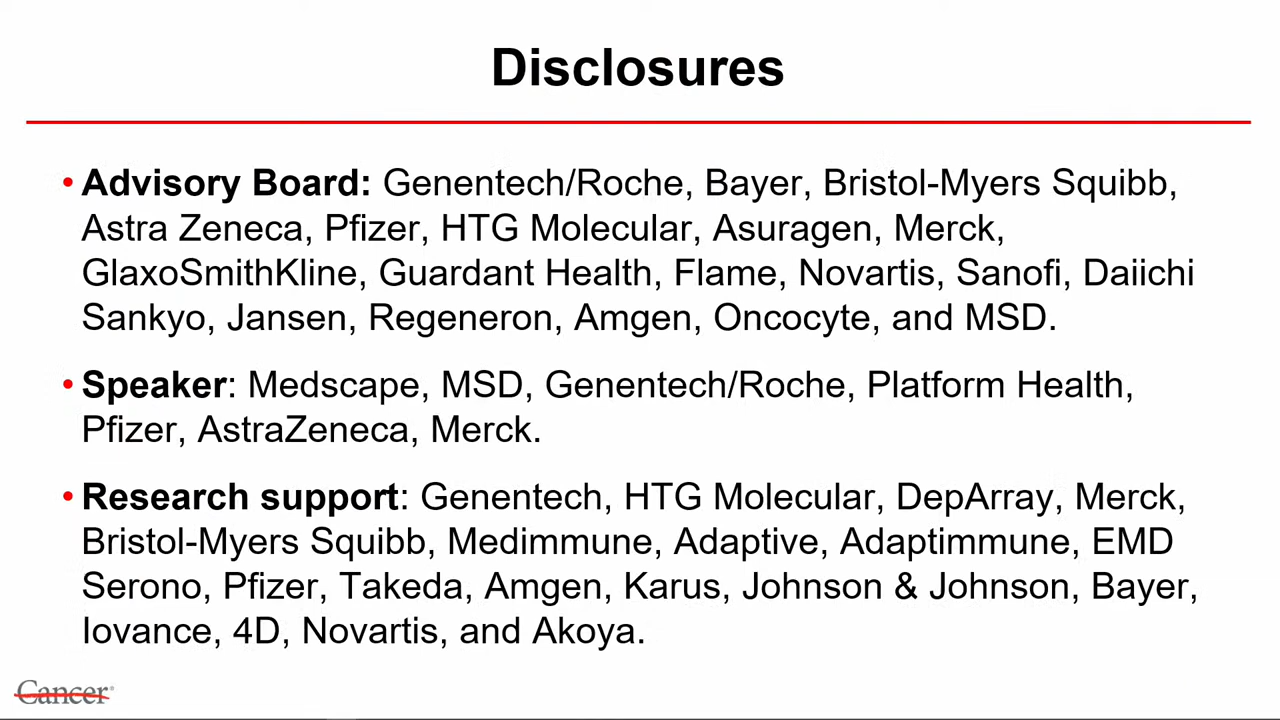 Disclosures
• Advisory Board: Genentech/Roche, Bayer, Bristol-Myers Squibb,
Astra Zeneca, Pfizer, HTG Molecular, Asuragen, Merck,
GlaxoSmithKline, Guardant Health, Flame, Novartis, Sanofi, Daiichi
Sankyo, Jansen, Regeneron, Amgen, Oncocyte, and MSD.
• Speaker: Medscape, MSD, Genentech/Roche, Platform Health,
Pfizer, AstraZeneca, Merck.
• Research support: Genentech, HTG Molecular, DepArray, Merck,
Bristol-Myers Squibb, Medimmune, Adaptive, Adaptimmune, EMD
Serono, Pfizer, Takeda, Amgen, Karus, Johnson & Johnson, Bayer,
Iovance, 4D, Novartis, and Akoya.
Cancer®